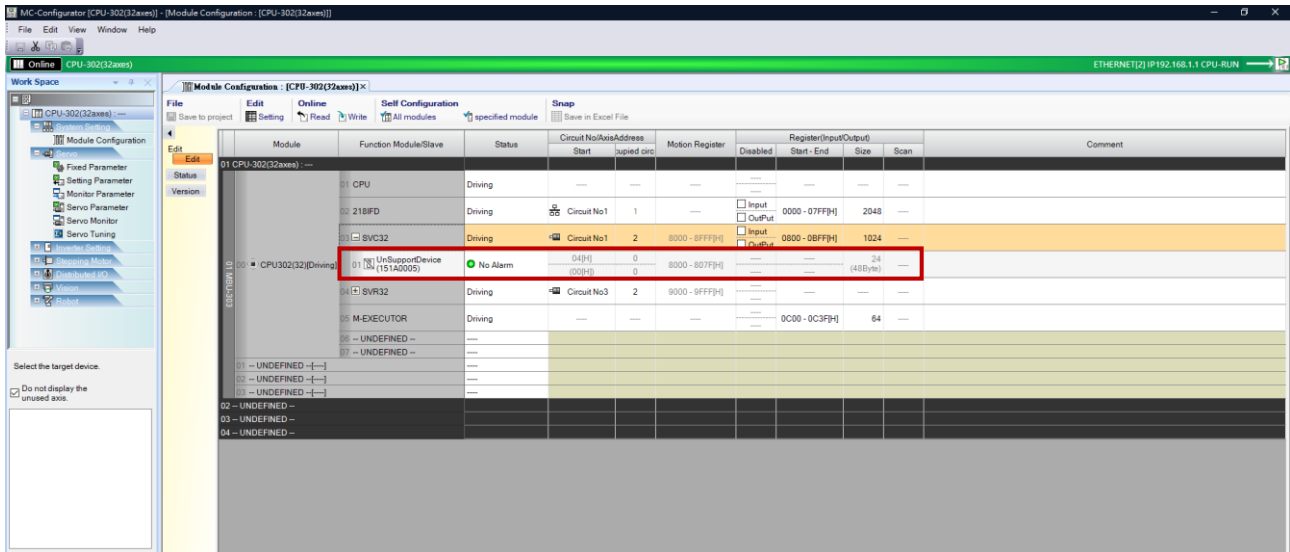 MC-Configurator [CPU-302(32axes)] - [Module Configuration : [CPU-302(32axes)]]
File Edit View Window Help
Online CPU-302(32axes) ETHERNET[2] IP192.168.1.1 CPU-RUN
Work Space
CPU-302(32axes) : ---
System Setting
Module Configuration
Servo
Fixed Parameter
Setting Parameter
Monitor Parameter
Servo Parameter
Servo Monitor
Servo Tuning
Inverter Setting
Stepping Motor
Distributed I/O
Vision
Robot
Select the target device.
Do not display the
unused axis.
Module Configuration : [CPU-302(32axes)] ×
File Edit Online Self Configuration Snap
Save to project Setting Read Write All modules specified module Save in Excel File
Edit
Edit
Status
Version
Module Function Module/Slave Status Circuit No/AxisAddress Motion Register Register(Input/Output) Comment
Start upied circ Disabled Start - End Size Scan
01 CPU-302(32axes) : ---
01 MBU-303
00 CPU302(32)[Driving]
01 CPU Driving ---- ---- ---- ---- ---- ---- ---- ----
02 218IFD Driving Circuit No1 1 ---- Input OutPut 0000 - 07FF[H] 2048 ----
03 SVC32 Driving Circuit No1 2 8000 - 8FFF[H] Input OutPut 0800 - 0BFF[H] 1024 ----
01 UnSupportDevice (151A0005) No Alarm 04[H] (00[H]) 0 0 8000 - 807F[H] ---- ---- ---- ---- 24 (48Byte) ----
04 SVR32 Driving Circuit No3 2 9000 - 9FFF[H] ---- ---- ---- ---- ----
05 M-EXECUTOR Driving ---- ---- ---- ---- ---- 0C00 - 0C3F[H] 64 ----
06 -- UNDEFINED -- ----
07 -- UNDEFINED -- ----
01 -- UNDEFINED --[----] ----
02 -- UNDEFINED --[----] ----
03 -- UNDEFINED --[----] ----
02 -- UNDEFINED --
03 -- UNDEFINED --
04 -- UNDEFINED --